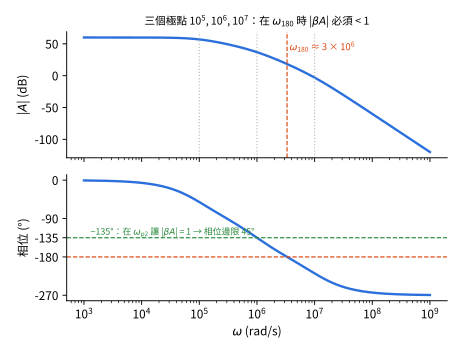 三個極點 10⁵, 10⁶, 10⁷：在 ω₁₈₀ 時 |βA| 必須 < 1
|A| (dB)
50
0
-50
-100
ω₁₈₀ ≈ 3 × 10⁶
相位 (°)
0
-90
-135
-180
-270
−135°：在 ωₚ₂ 讓 |βA| = 1 → 相位邊限 45°
10³ 10⁴ 10⁵ 10⁶ 10⁷ 10⁸ 10⁹
ω (rad/s)